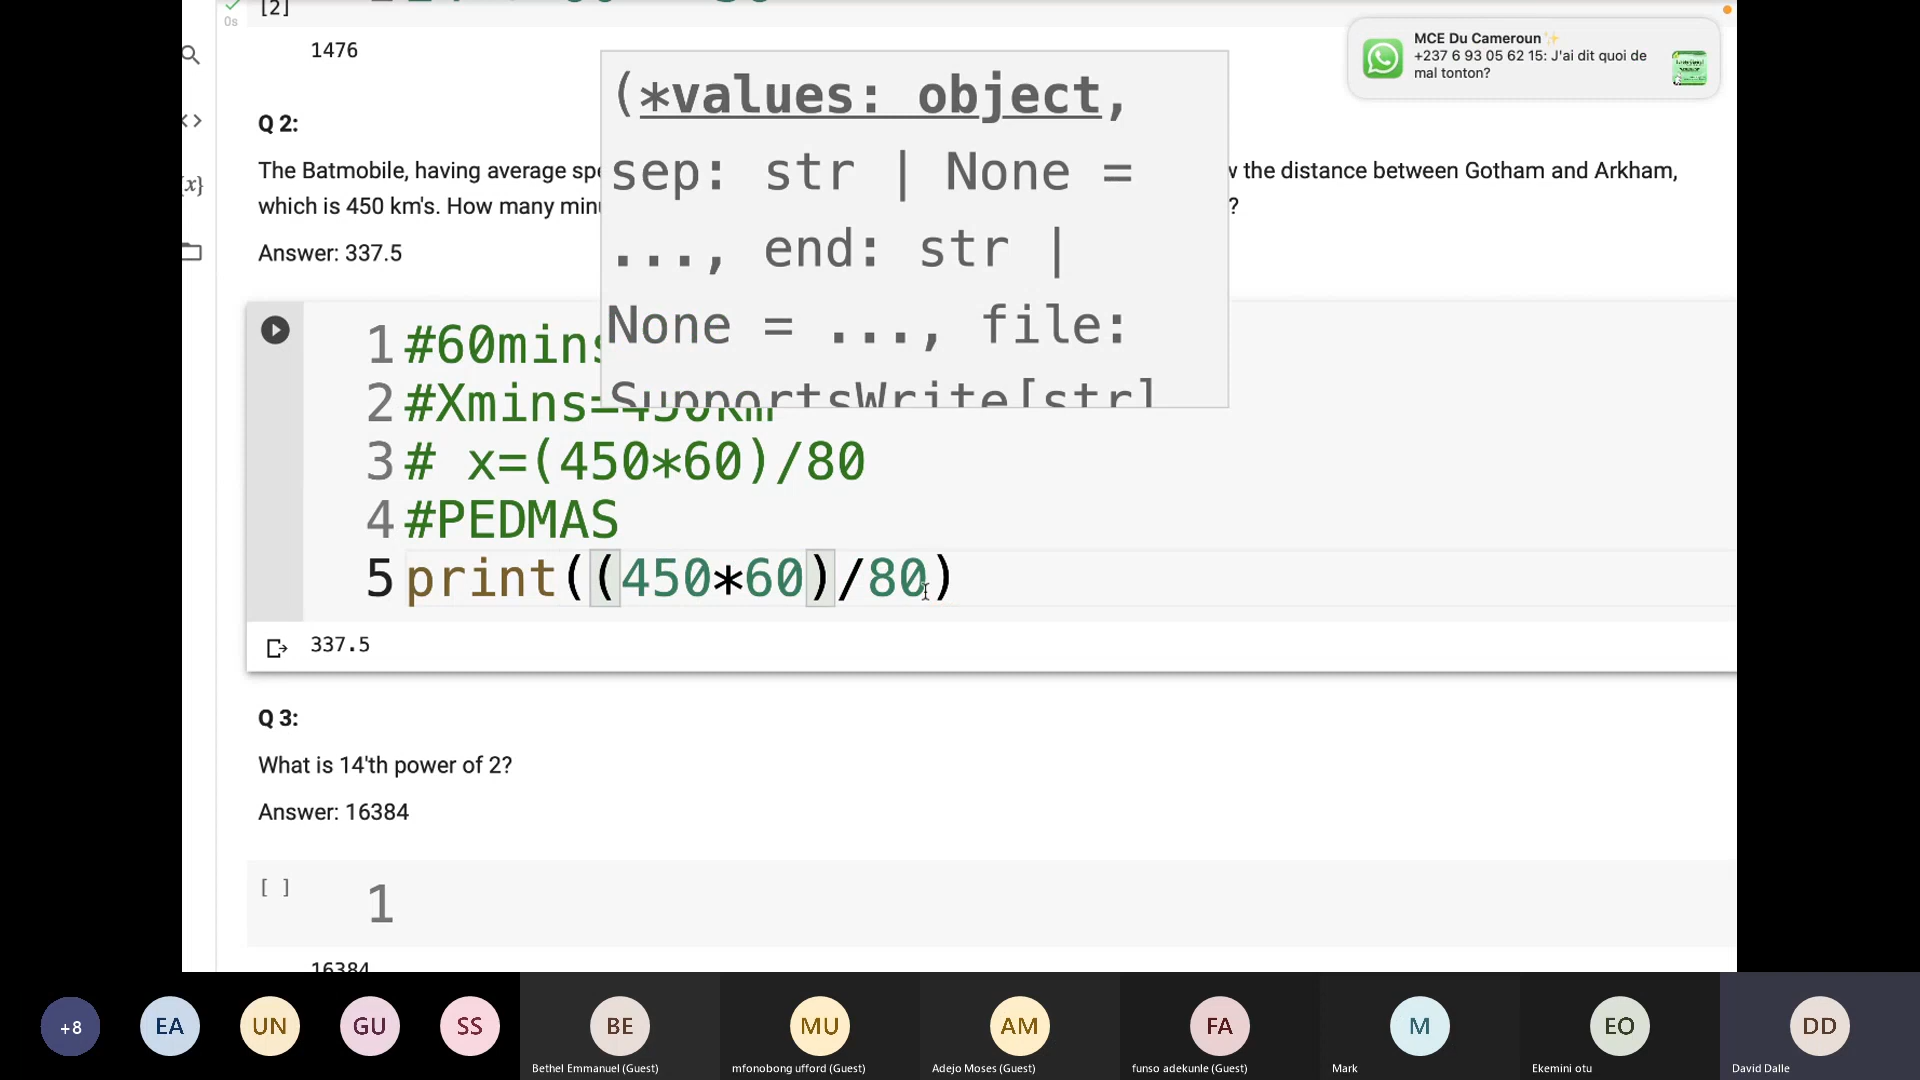 [2]
0s
1476
MCE Du Cameroun✨
+237 6 93 05 62 15: J'ai dit quoi de
mal tonton?
(*values: object,
sep: str | None =
..., end: str |
None = ..., file:
SupportsWrite[str]
Q 2:
The Batmobile, having average the distance between Gotham and Arkham,
which is 450 km's. How many ?
Answer: 337.5
1 #60mins
2 #Xmins=450km
3 # x=(450*60)/80
4 #PEDMAS
5 print((450*60)/80)
337.5
Q 3:
What is 14'th power of 2?
Answer: 16384
[ ]
1
16384
+8
EA
UN
GU
SS
BE
MU
AM
FA
M
EO
DD
Bethel Emmanuel (Guest)
mfonobong ufford (Guest)
Adejo Moses (Guest)
funso adekunle (Guest)
Mark
Ekemini otu
David Dalle